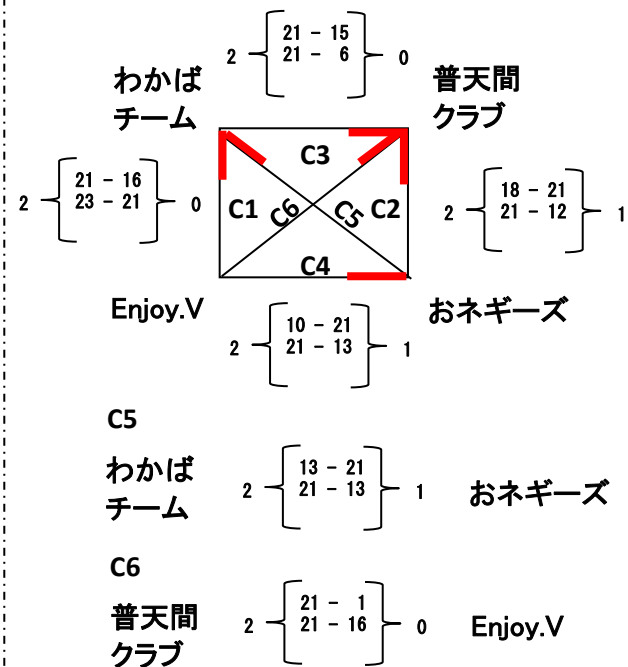 21 - 15
2 21 - 6 0
わかば
チーム
普天間
クラブ
C3
21 - 16
2 23 - 21 0
C1 C6 C5 C2
18 - 21
2 21 - 12 1
C4
Enjoy.V おネギーズ
10 - 21
2 21 - 13 1
C5
わかば
チーム
13 - 21
2 21 - 13 1
おネギーズ
C6
普天間
クラブ
21 - 1
2 21 - 16 0
Enjoy.V